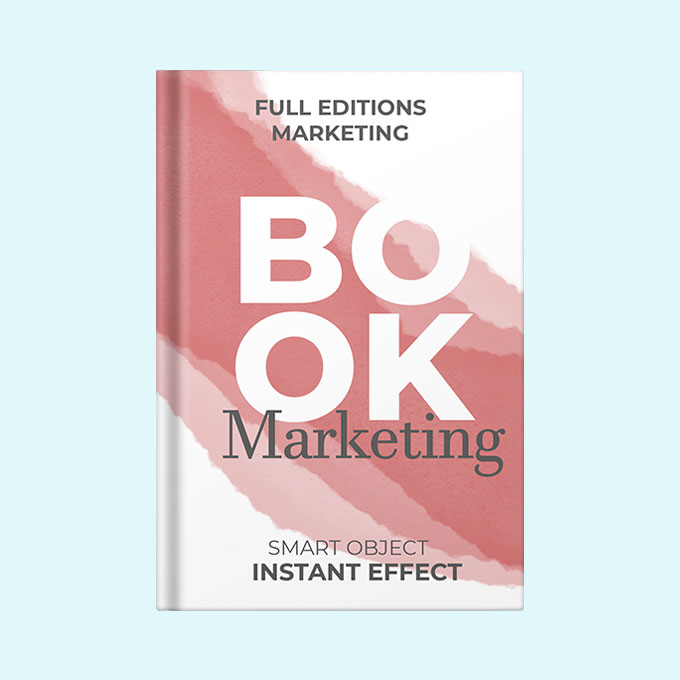 FULL EDITIONS
MARKETING
BO
OK
Marketing
SMART OBJECT
INSTANT EFFECT